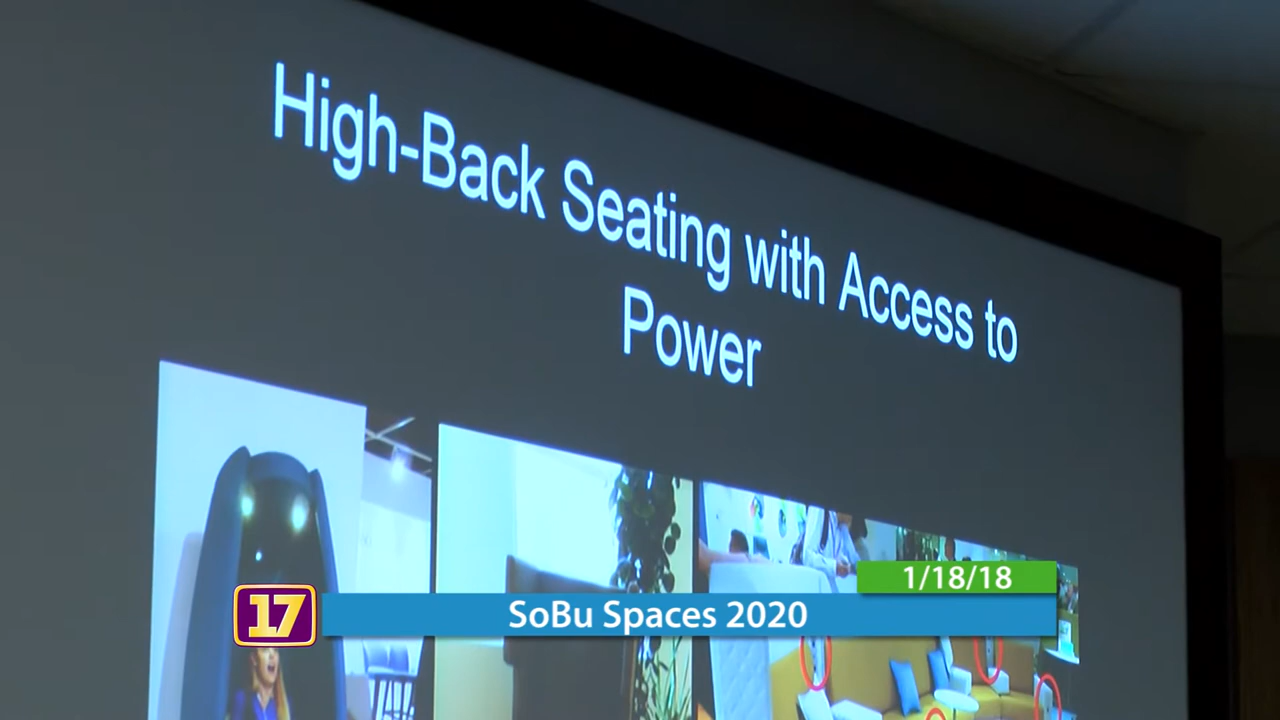 High-Back Seating with Access to
Power
1/18/18
17
SoBu Spaces 2020